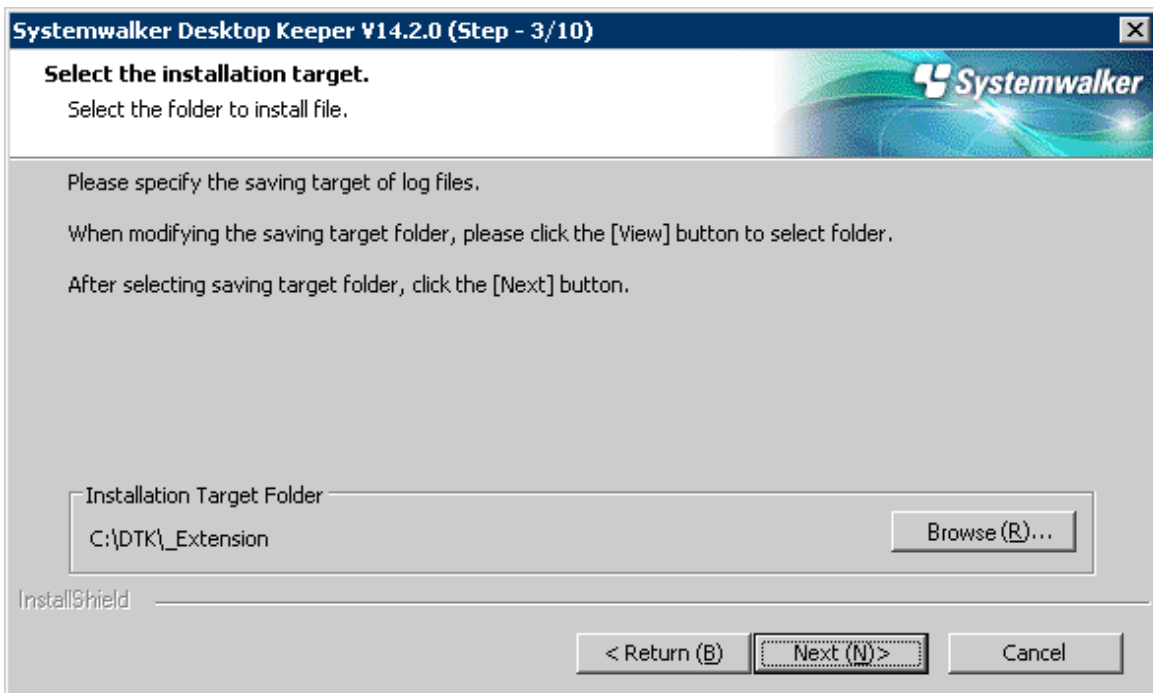 Systemwalker Desktop Keeper V14.2.0 (Step - 3/10)
Select the installation target.
Select the folder to install file.
Systemwalker
Please specify the saving target of log files.
When modifying the saving target folder, please click the [View] button to select folder.
After selecting saving target folder, click the [Next] button.
Installation Target Folder
C:\DTK\_Extension
Browse (R)...
InstallShield
< Return (B)
Next (N)>
Cancel